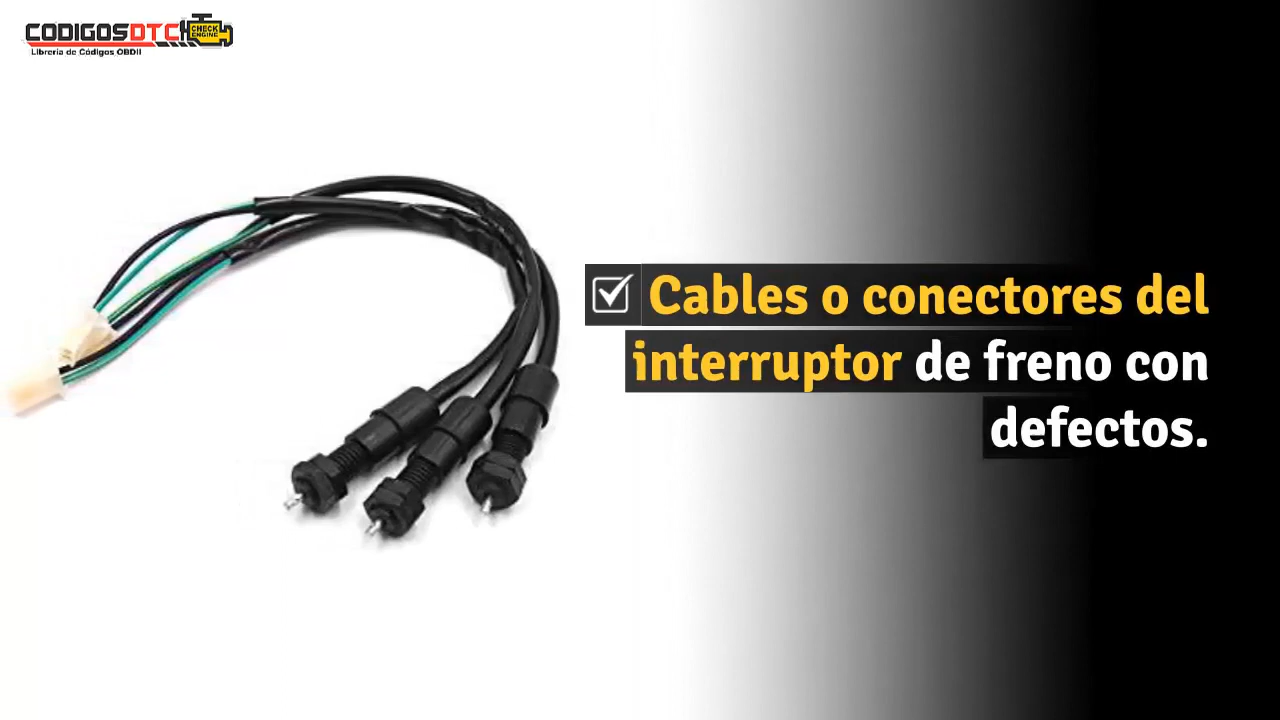 CODIGOSDTC
CHECK
ENGINE
Librería de Códigos OBDII
Cables o conectores del
interruptor de freno con
defectos.